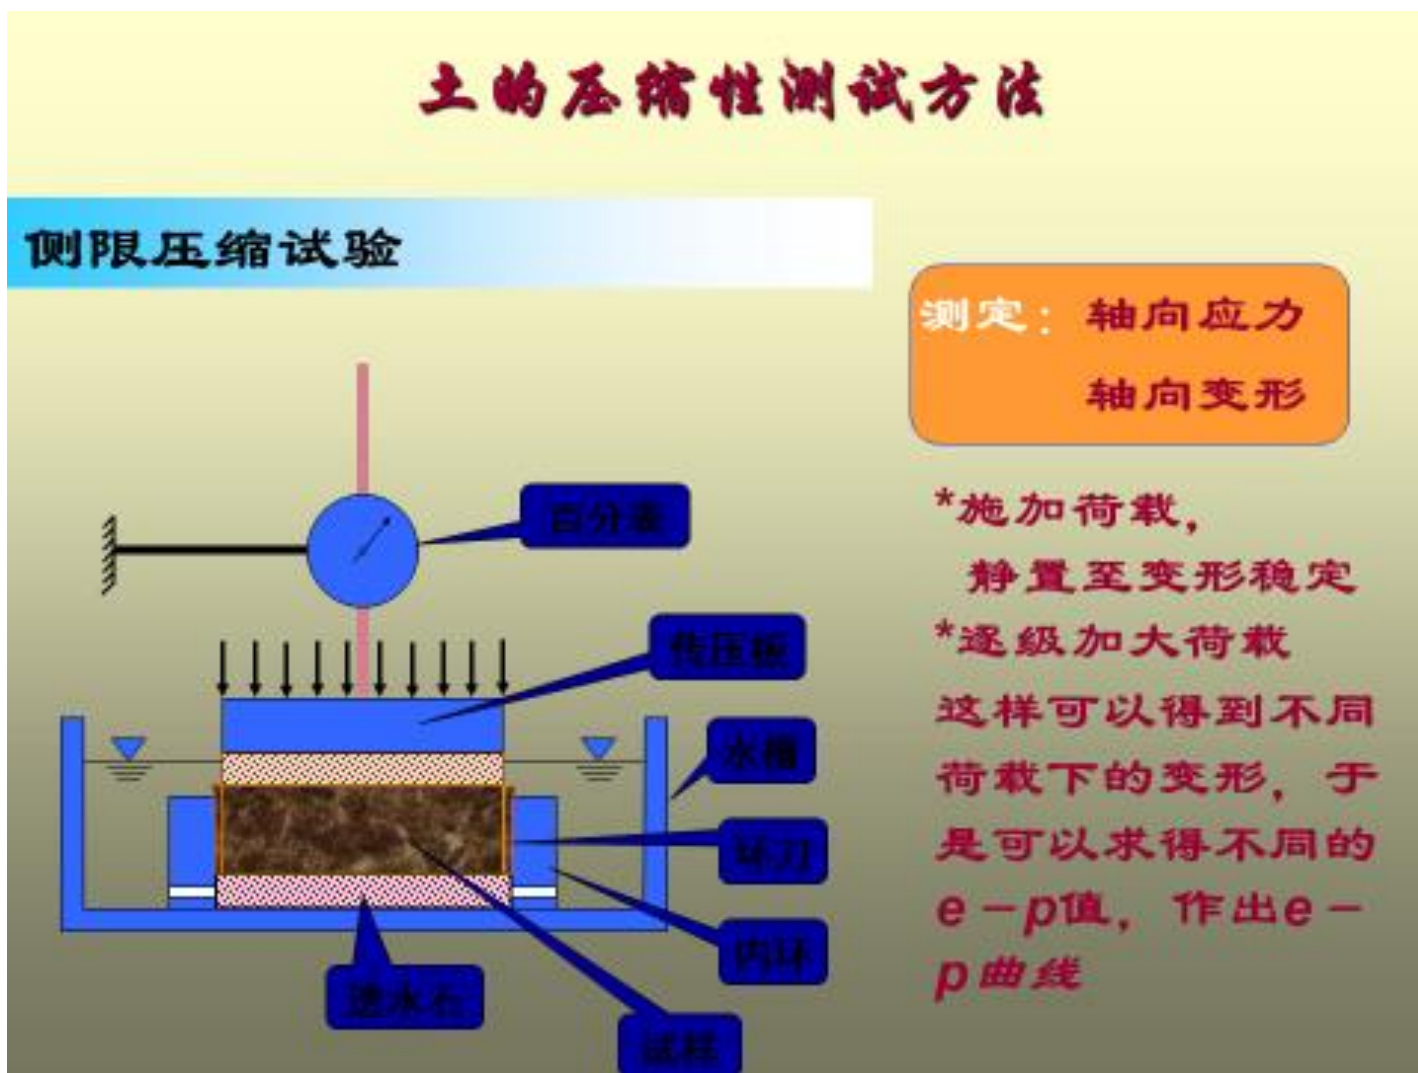 土的压缩性测试方法
侧限压缩试验
测定：轴向应力
轴向变形
*施加荷载，
静置至变形稳定
*逐级加大荷载
这样可以得到不同
荷载下的变形，于
是可以求得不同的
e－p值，作出e－
p曲线
百分表
传压板
水槽
环刀
内环
透水石
试样